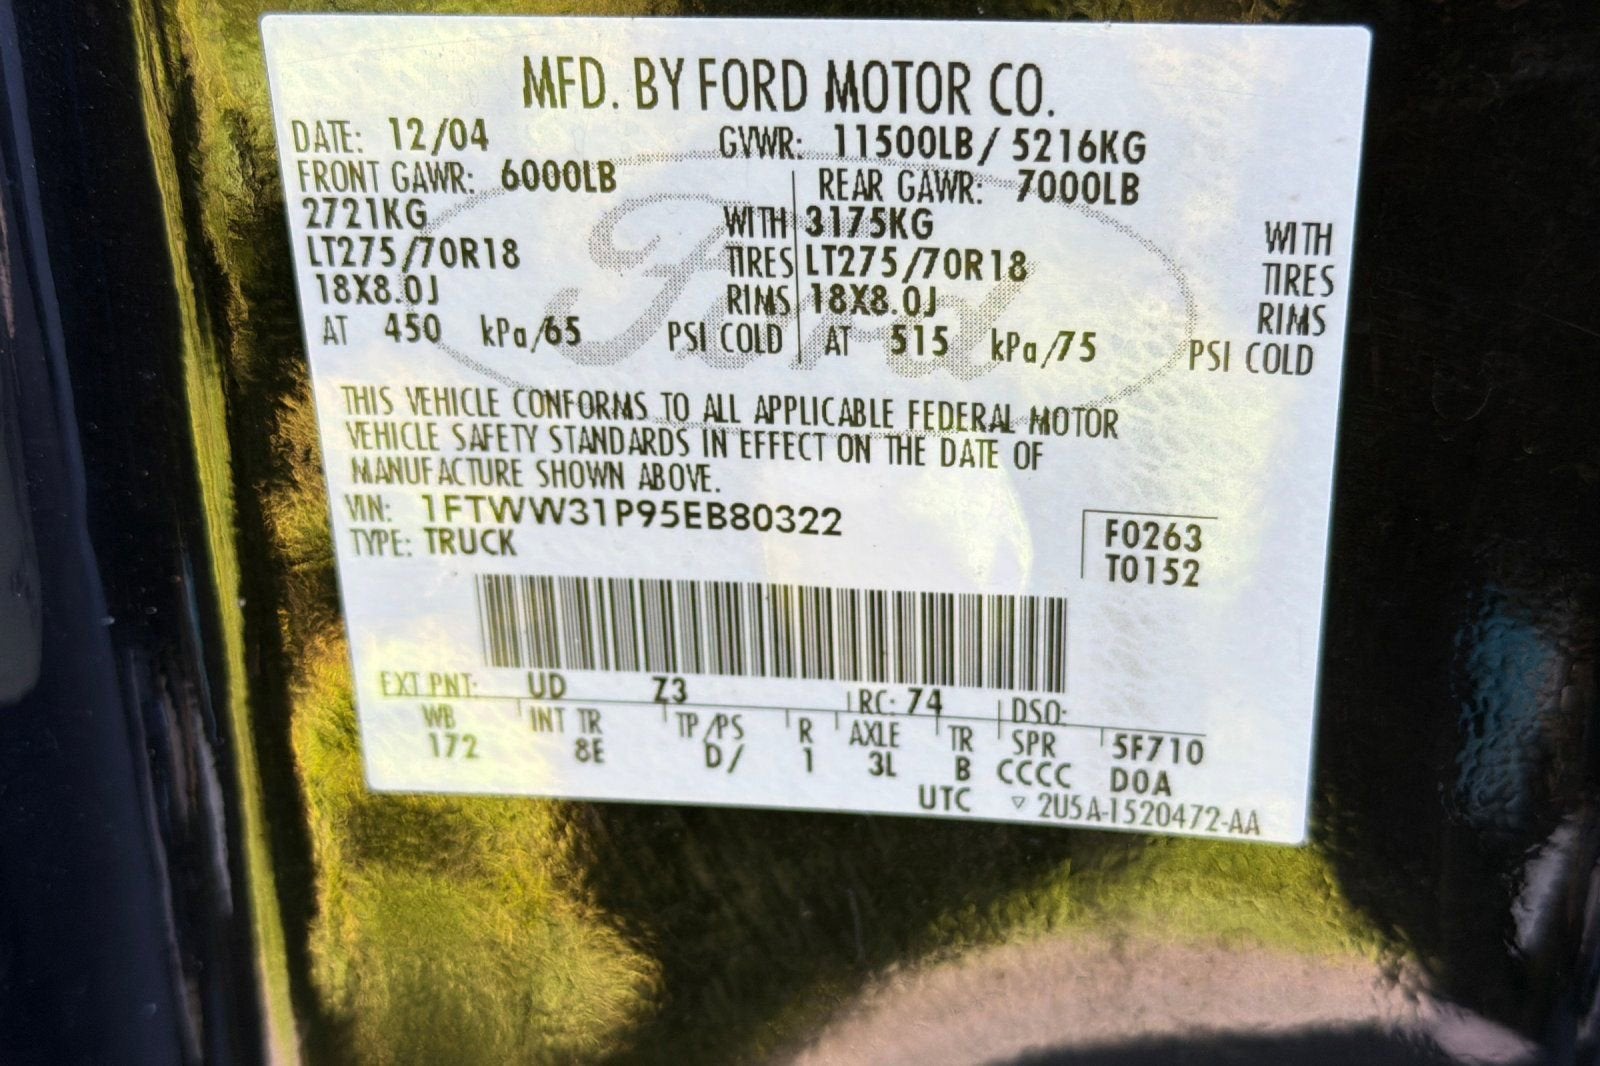 MFD. BY FORD MOTOR CO.
DATE: 12/04 GVWR: 11500LB / 5216KG
FRONT GAWR: 6000LB REAR GAWR: 7000LB
2721KG WITH 3175KG WITH
LT275/70R18 TIRES LT275/70R18 TIRES
18X8.0J RIMS 18X8.0J RIMS
AT 450 kPa/65 PSI COLD AT 515 kPa/75 PSI COLD
Ford
THIS VEHICLE CONFORMS TO ALL APPLICABLE FEDERAL MOTOR
VEHICLE SAFETY STANDARDS IN EFFECT ON THE DATE OF
MANUFACTURE SHOWN ABOVE.
VIN: 1FTWW31P95EB80322
TYPE: TRUCK
F0263
T0152
EXT PNT: UD Z3 RC: 74 DSO:
WB INT TR TP/PS R AXLE TR SPR 5F710
172 8E D/ 1 3L B CCCC D0A
UTC ▽ 2U5A-1520472-AA